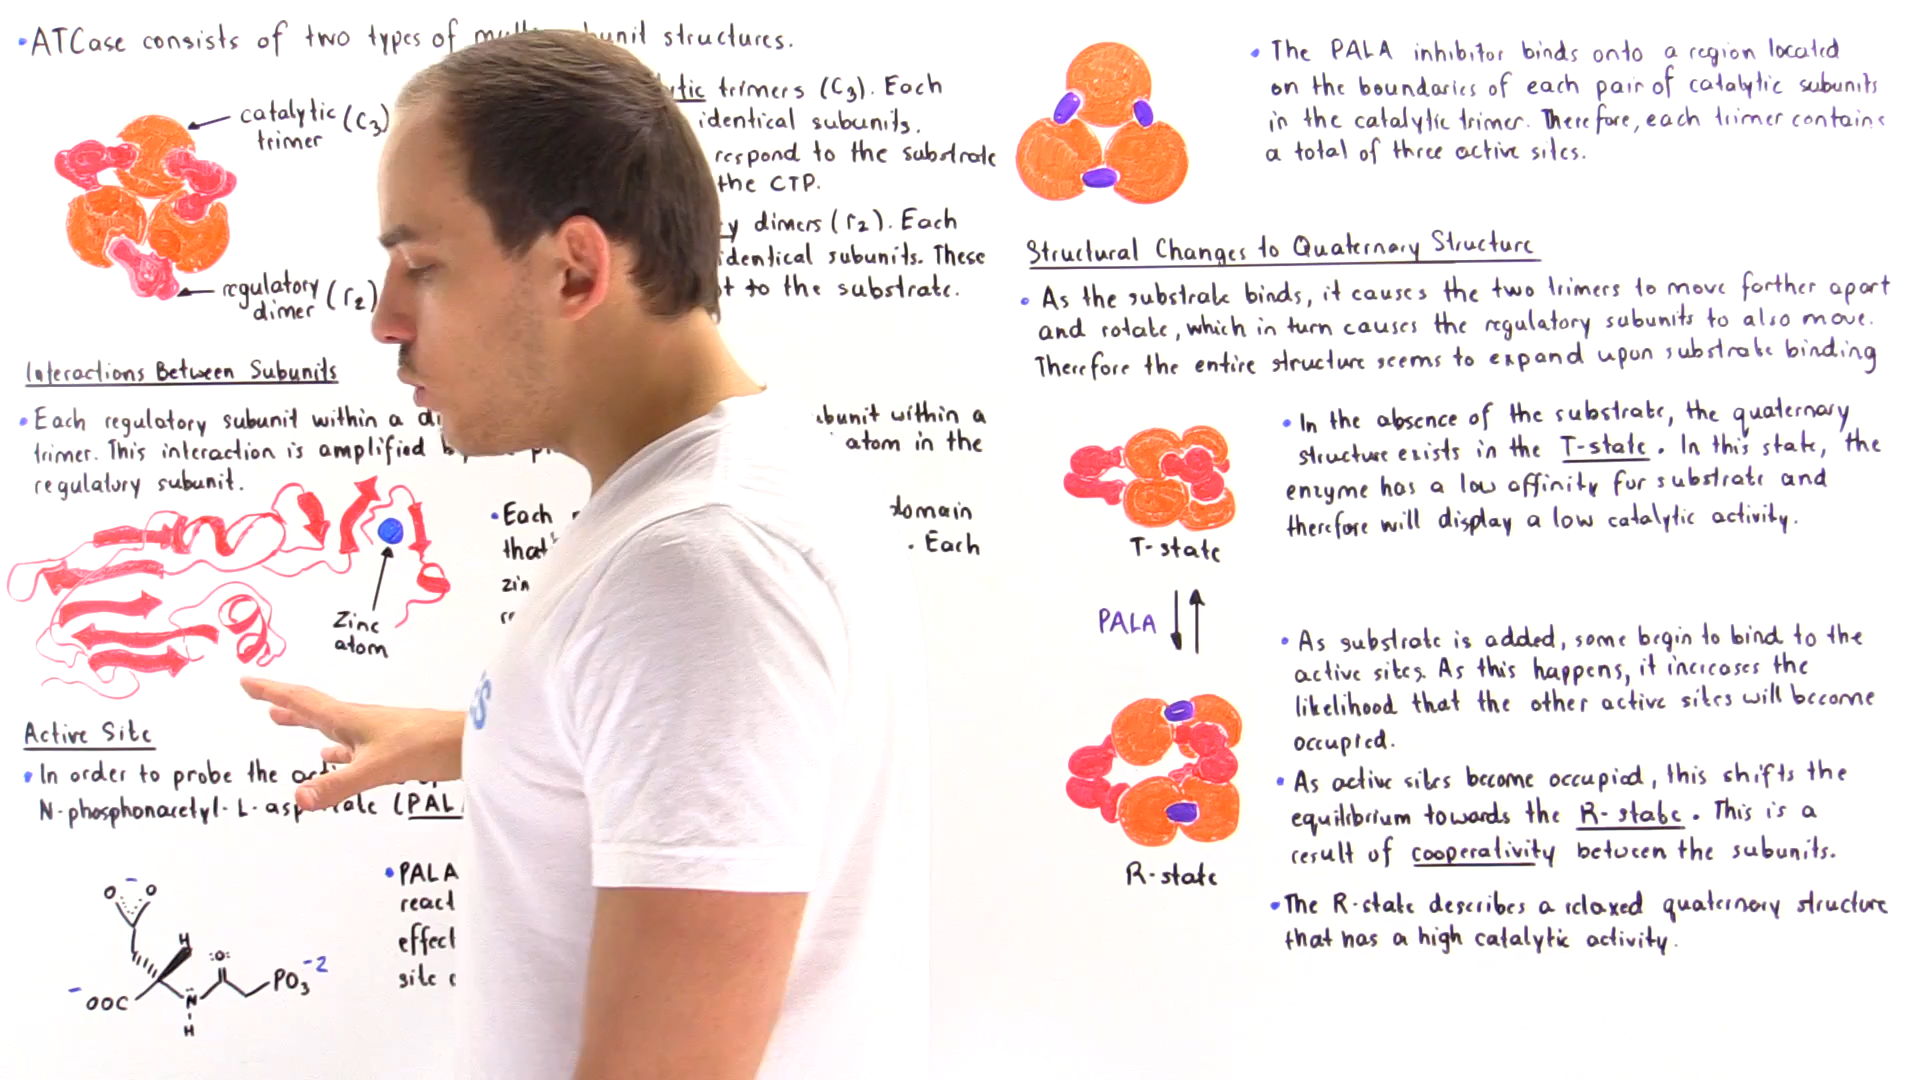 • ATCase consists of two types of mult unit structures.
tic trimers (C3). Each
identical subunits.
respond to the substrate
the CTP.
y dimers (r2). Each
identical subunits. These
t to the substrate.
catalytic (C3)
trimer
regulatory (r2)
dimer
Interactions Between Subunits
• Each regulatory subunit within a di bunit within a
trimer. This interaction is amplified b atom in the
regulatory subunit.
Zinc
atom
• Each domain
that . Each
zin
Active Site
• In order to probe the
N-phosphonacetyl-L-asp tate (PAL
• PALA
react
effect
site
O O
−
H
:O:
−OOC
N
H
PO3 −2
• The PALA inhibitor binds onto a region located
on the boundaries of each pair of catalytic subunits
in the catalytic trimer. Therefore, each trimer contains
a total of three active sites.
Structural Changes to Quaternary Structure
• As the substrate binds, it causes the two trimers to move farther apart
and rotate, which in turn causes the regulatory subunits to also move.
Therefore the entire structure seems to expand upon substrate binding
T-state
PALA
R-state
• In the absence of the substrate, the quaternary
structure exists in the T-state. In this state, the
enzyme has a low affinity for substrate and
therefore will display a low catalytic activity.
• As substrate is added, some begin to bind to the
active sites. As this happens, it increases the
likelihood that the other active sites will become
occupied.
• As active sites become occupied, this shifts the
equilibrium towards the R-state. This is a
result of cooperativity between the subunits.
• The R-state describes a relaxed quaternary structure
that has a high catalytic activity.